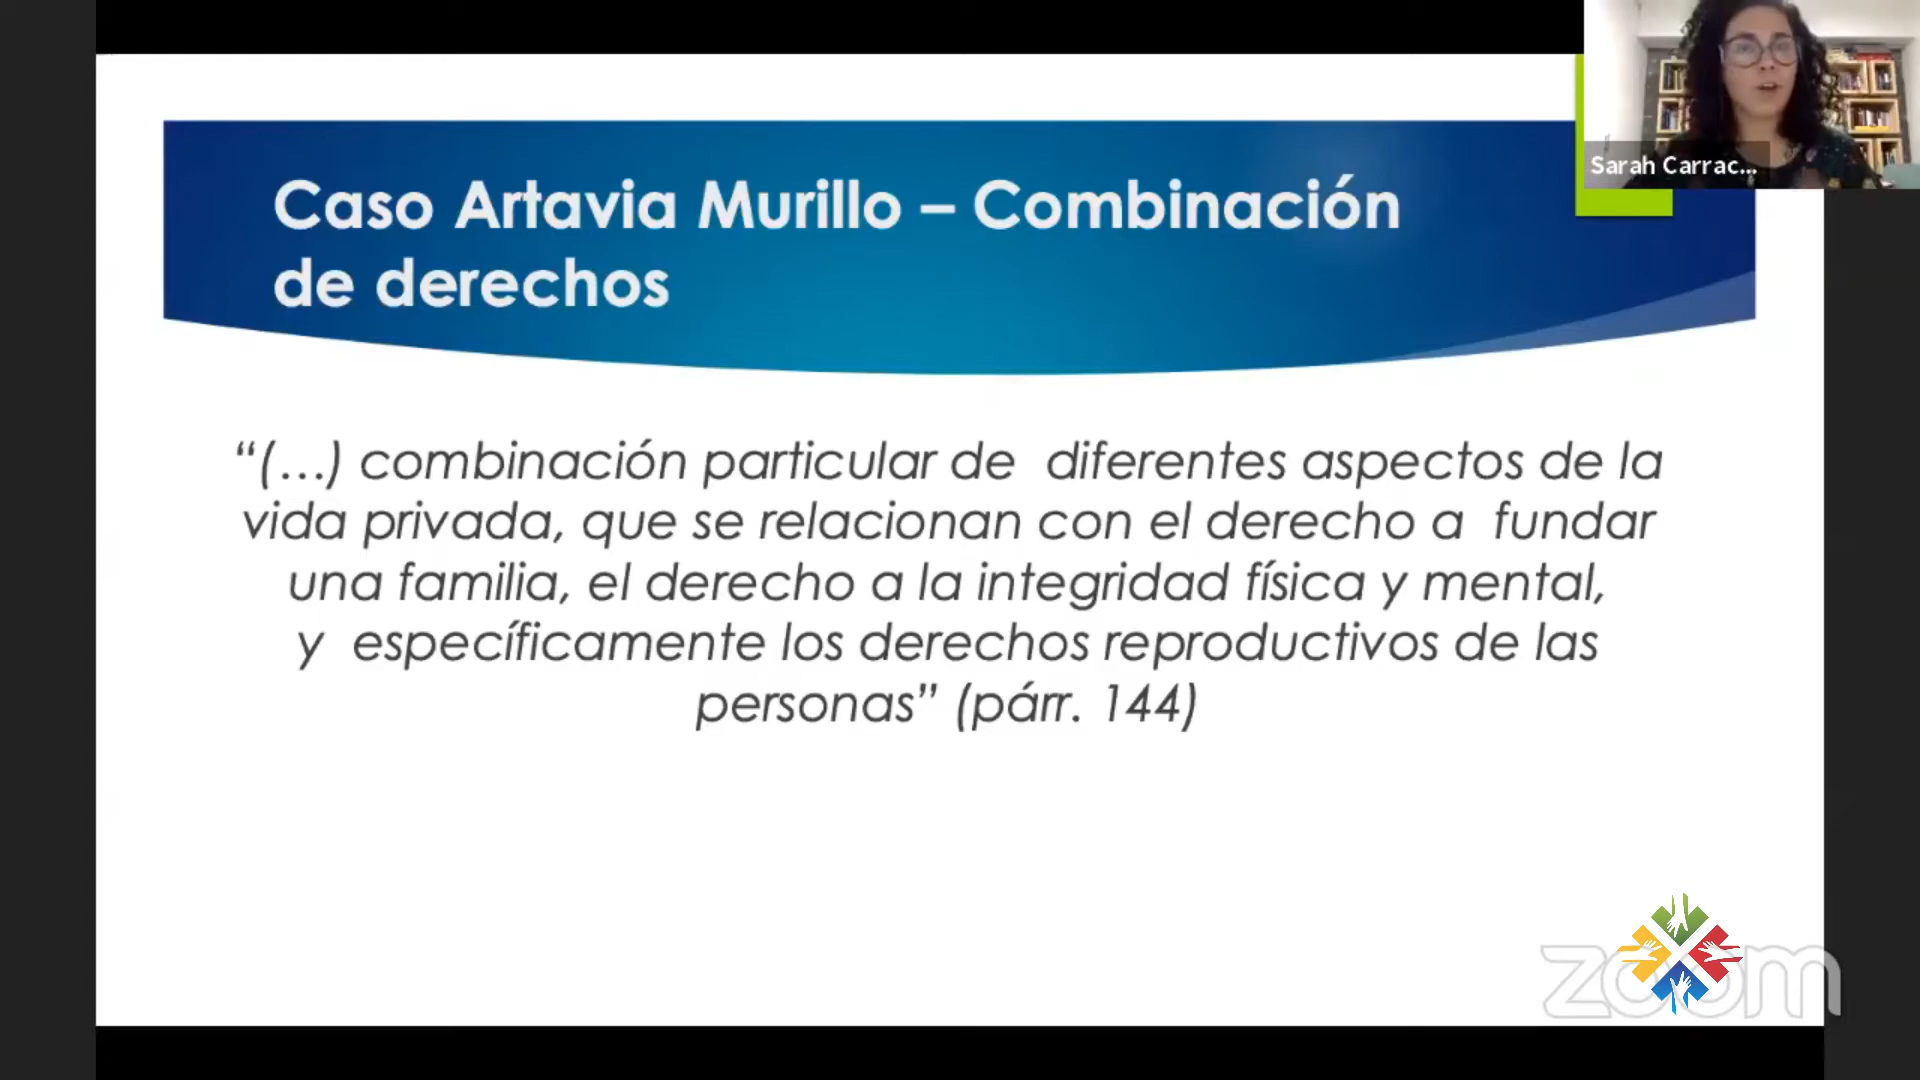 Sarah Carrac...
Caso Artavia Murillo – Combinación
de derechos
“(...) combinación particular de diferentes aspectos de la
vida privada, que se relacionan con el derecho a fundar
una familia, el derecho a la integridad física y mental,
y específicamente los derechos reproductivos de las
personas” (párr. 144)
zoom